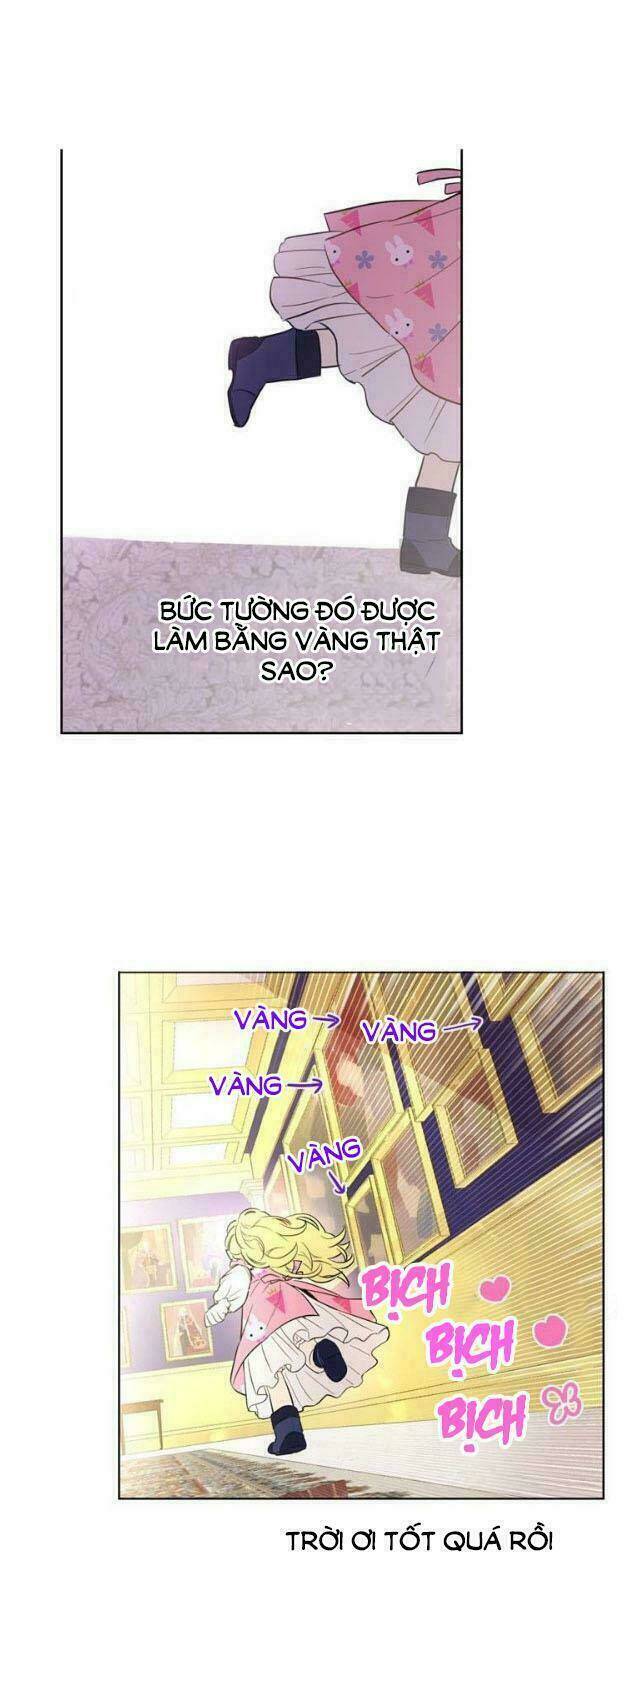 BỨC TƯỜNG ĐÓ ĐƯỢC
LÀM BẰNG VÀNG THẬT
SAO?
VÀNG
VÀNG
VÀNG
VÀNG
BỊCH
BỊCH
BỊCH
TRỜI ƠI TỐT QUÁ RỒI